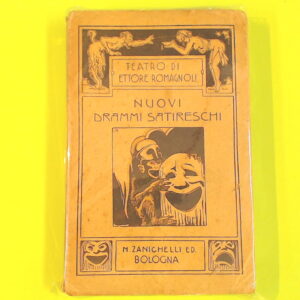 TEATRO DI
ETTORE ROMAGNOLI
NUOVI
DRAMMI SATIRESCHI
N. ZANICHELLI ED.
BOLOGNA